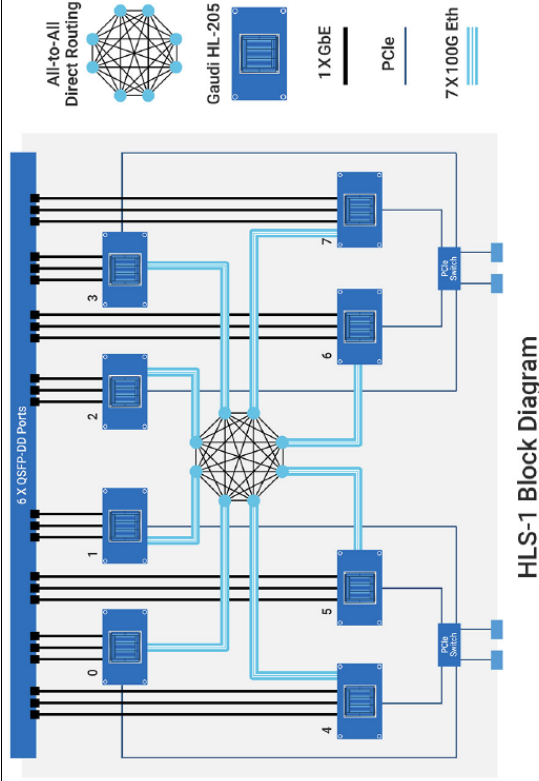 All-to-All
Direct Routing
Gaudi HL-205
1 X GbE
PCIe
7 X 100G Eth
6 X QSFP-DD Ports
0
1
2
3
4
5
6
7
PCIe
Switch
PCIe
Switch
HLS-1 Block Diagram